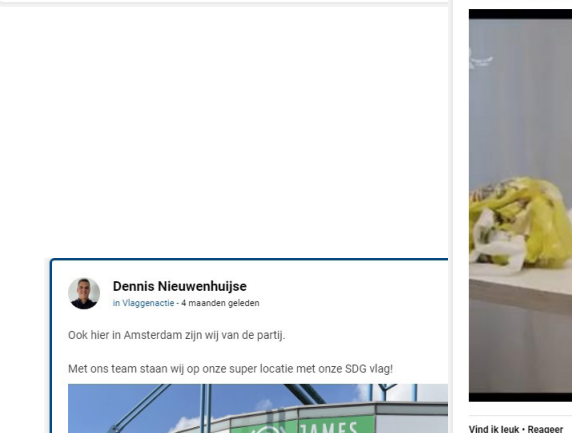 Dennis Nieuwenhuijse
in Vlaggenactie - 4 maanden geleden
Ook hier in Amsterdam zijn wij van de partij.
Met ons team staan wij op onze super locatie met onze SDG vlag!
JAMES
Vind ik leuk • Reageer